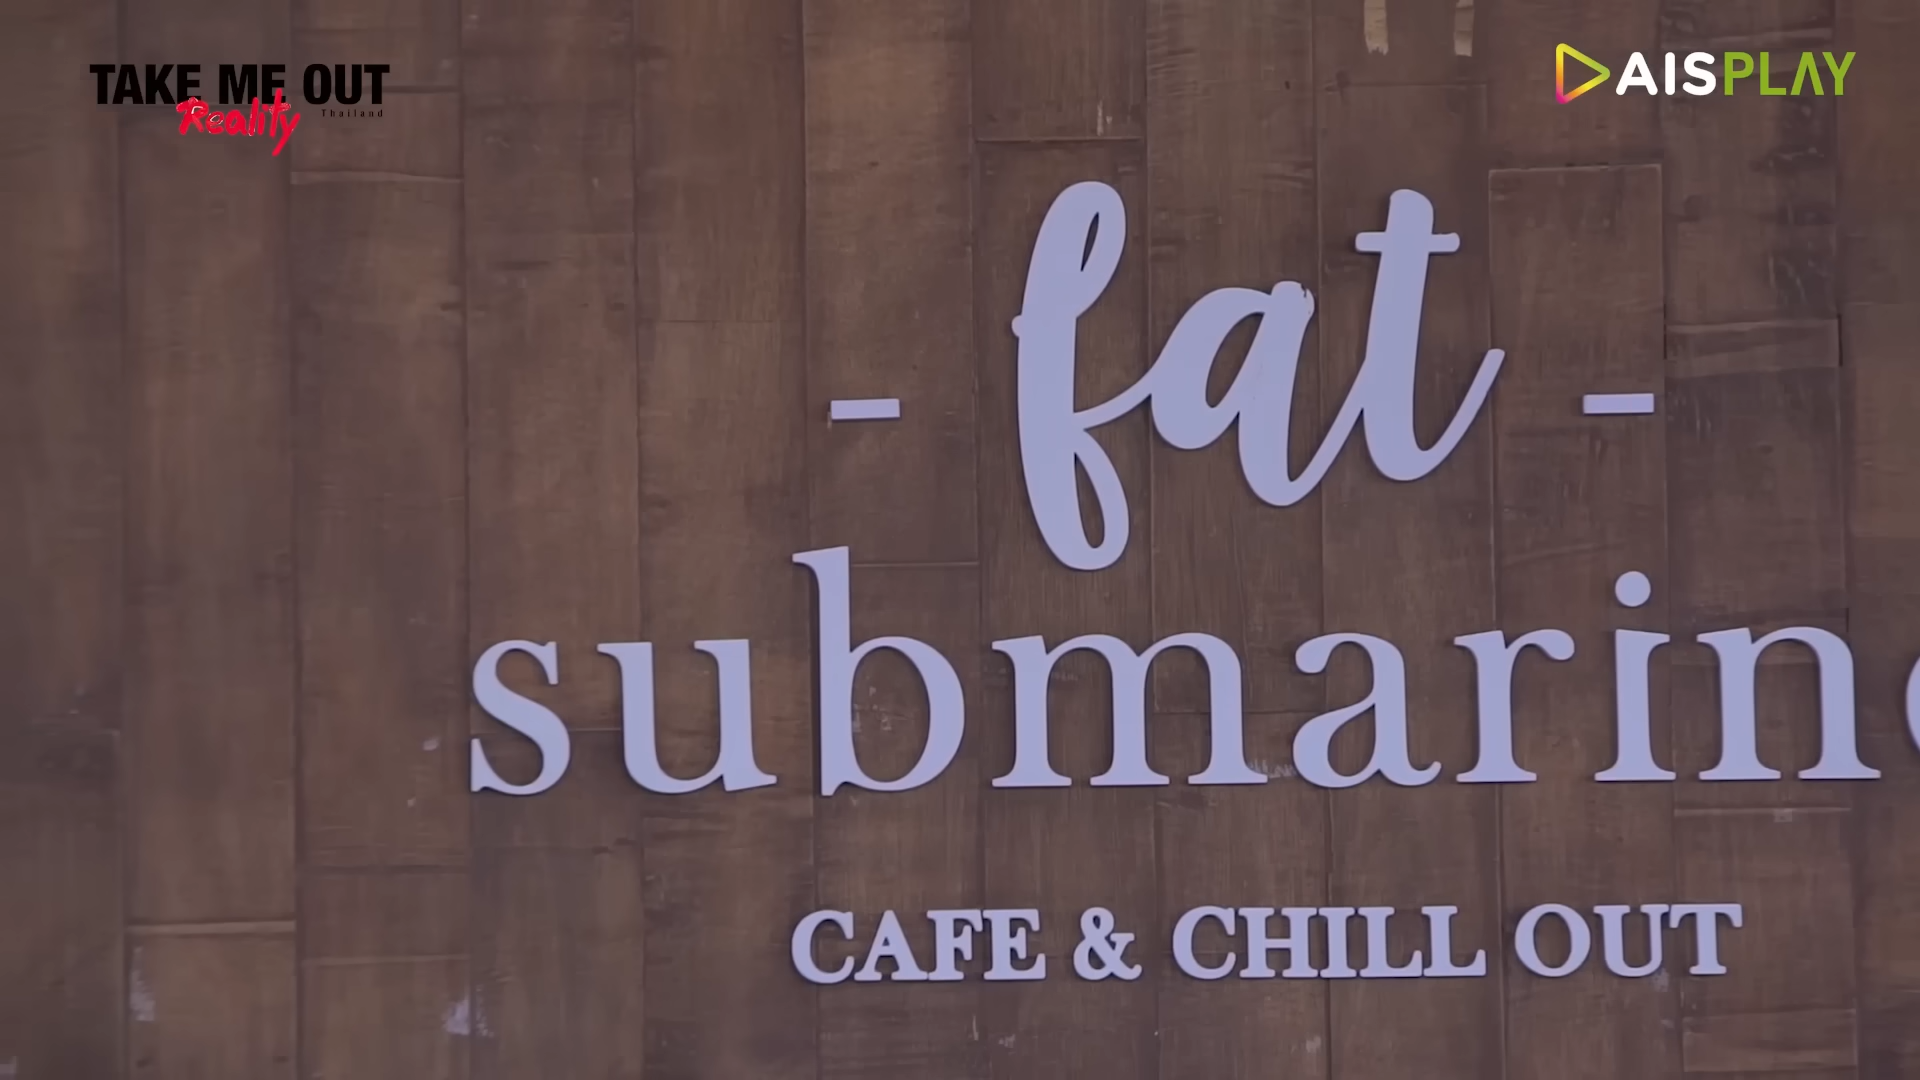 TAKE ME OUT
Reality
Thailand
AISPLAY
- fat -
submarin
CAFE & CHILL OUT